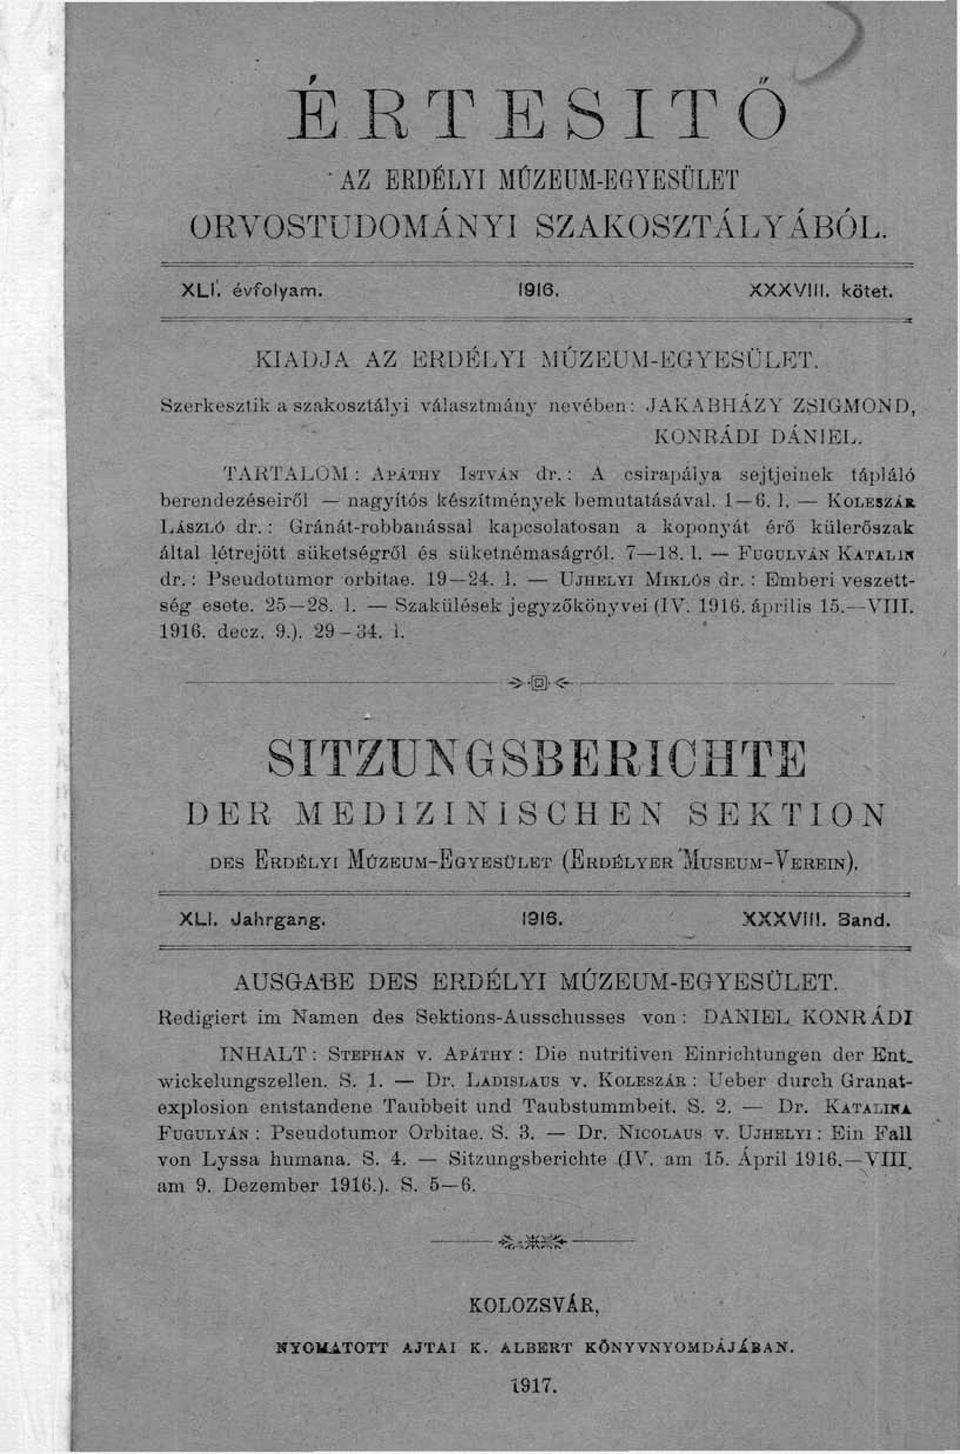 ÉRTESITŐ
AZ ERDÉLYI MÚZEUM-EGYESÜLET
ORVOSTUDOMÁNYI SZAKOSZTÁLYÁBÓL.
XLI. évfolyam. 1916. XXXVIII. kötet.
KIADJA AZ ERDÉLYI MÚZEUM-EGYESÜLET.
Szerkesztik a szakosztályi választmány nevében: JAKABHÁZY ZSIGMOND,
KONRÁDI DÁNIEL.
TARTALOM: APÁTHY ISTVÁN dr.: A csirapálya sejtjeinek tápláló
berendezéseiről — nagyítós készítmények bemutatásával. 1—6. l. — KOLESZÁR
LÁSZLÓ dr.: Gránát-robbanással kapcsolatosan a koponyát érő külerőszak
által létrejött süketségről és süketnémaságról. 7—18. l. — FUGULYÁN KATALIN
dr.: Pseudotumor orbitae. 19—24. l. — UJHELYI MIKLÓS dr.: Emberi veszett-
ség esete. 25—28. l. — Szakülések jegyzőkönyvei (IV. 1916. április 15.—VIII.
1916. decz. 9.). 29—34. l.
SITZUNGSBERICHTE
DER MEDIZINISCHEN SEKTION
DES ERDÉLYI MÚZEUM-EGYESÜLET (ERDÉLYER MUSEUM-VEREIN).
XLI. Jahrgang. 1916. XXXVIII. Band.
AUSGABE DES ERDÉLYI MÚZEUM-EGYESÜLET.
Redigiert im Namen des Sektions-Ausschusses von: DANIEL KONRÁDI
INHALT: STEPHAN v. APÁTHY: Die nutritiven Einrichtungen der Ent-
wickelungszellen. S. 1. — Dr. LADISLAUS v. KOLESZÁR: Ueber durch Granat-
explosion entstandene Taubbeit und Taubstummbeit. S. 2. — Dr. KATALINA
FUGULYÁN: Pseudotumor Orbitae. S. 3. — Dr. NICOLAUS v. UJHELYI: Ein Fall
von Lyssa humana. S. 4. — Sitzungsberichte (IV. am 15. Április 1916.—VIII.
am 9. Dezember 1916.). S. 5—6.
KOLOZSVÁR,
NYOMATOTT AJTAI K. ALBERT KÖNYVNYOMDÁJÁBAN.
1917.